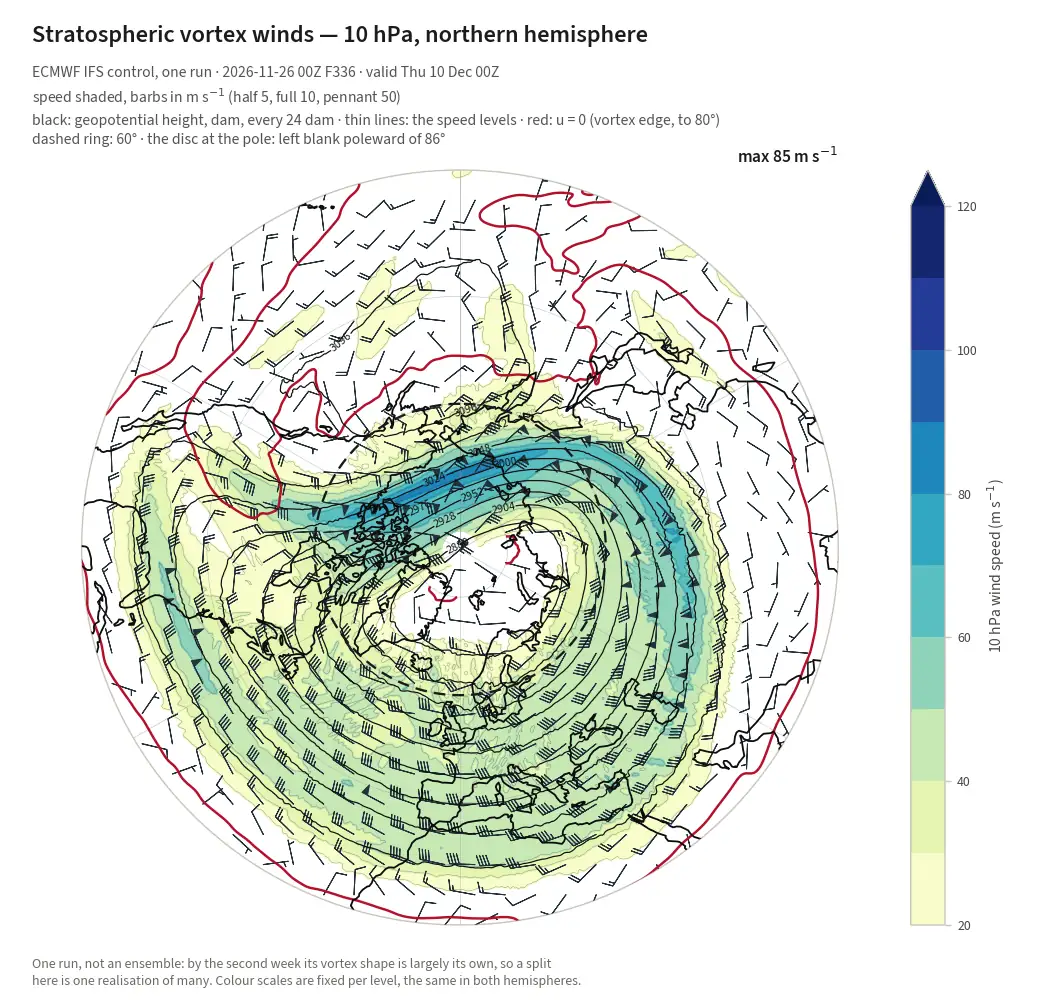 Stratospheric vortex winds — 10 hPa, northern hemisphere
ECMWF IFS control, one run · 2026-11-26 00Z F336 · valid Thu 10 Dec 00Z
speed shaded, barbs in m s⁻¹ (half 5, full 10, pennant 50)
black: geopotential height, dam, every 24 dam · thin lines: the speed levels · red: u = 0 (vortex edge, to 80°)
dashed ring: 60° · the disc at the pole: left blank poleward of 86°
max 85 m s⁻¹
120
100
80
60
40
20
10 hPa wind speed (m s⁻¹)
3096
3096
3000
3024
2952
2904
2928
One run, not an ensemble: by the second week its vortex shape is largely its own, so a split
here is one realisation of many. Colour scales are fixed per level, the same in both hemispheres.